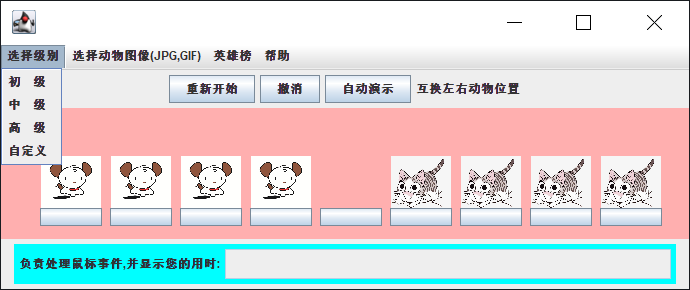 选择级别 选择动物图像(JPG,GIF) 英雄榜 帮助
初 级
中 级
高 级
自定义
重新开始 撤消 自动演示 互换左右动物位置
负责处理鼠标事件,并显示您的用时: